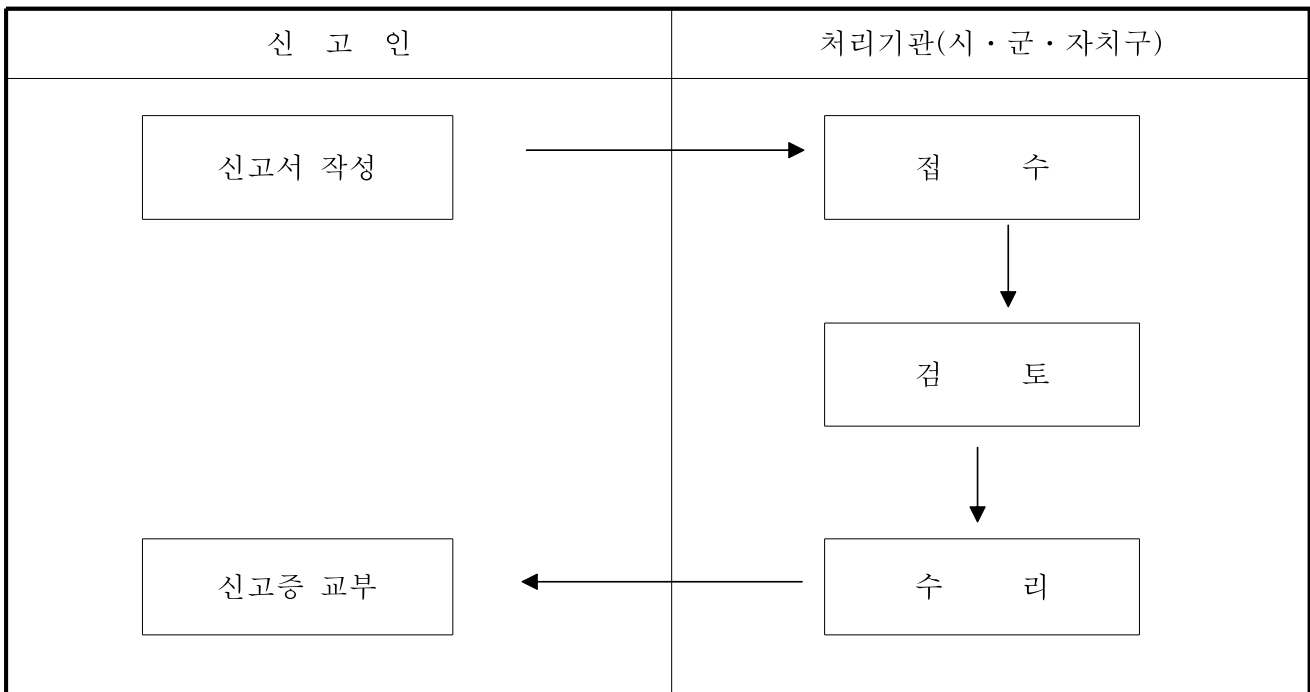 신 고 인
처리기관(시・군・자치구)
신고서 작성
접 수
검 토
신고증 교부
수 리